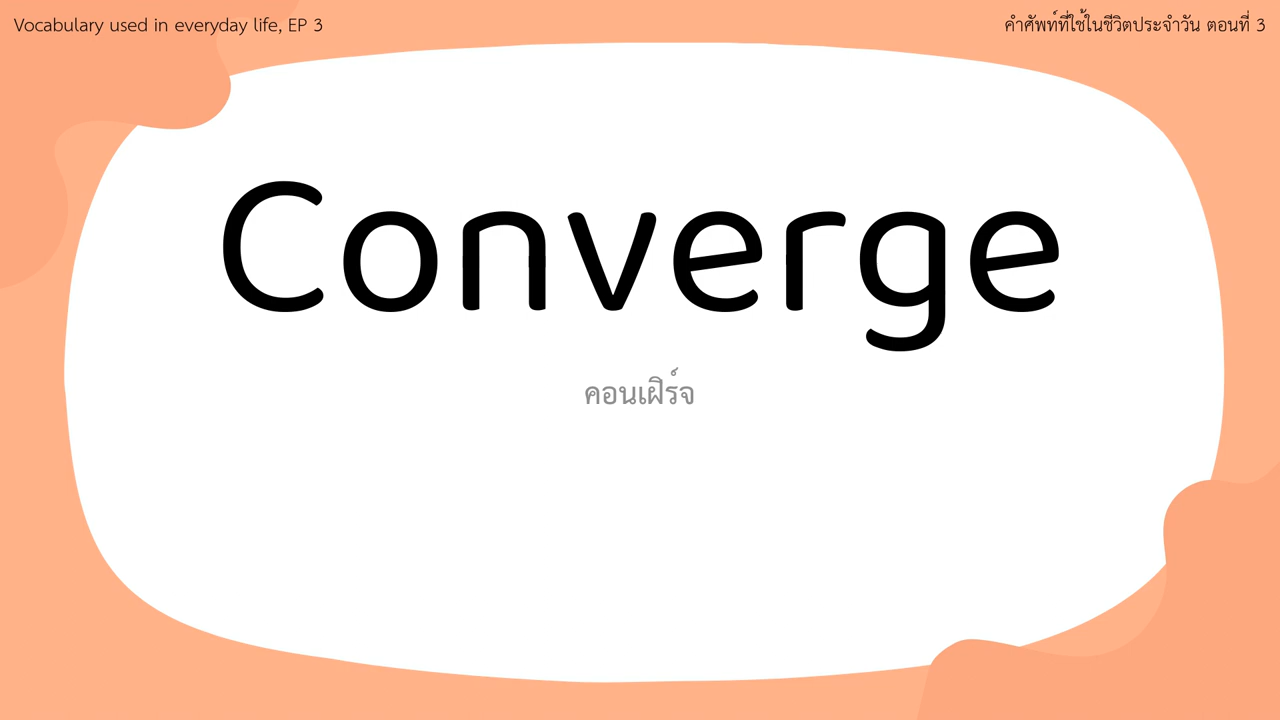 Vocabulary used in everyday life, EP 3
คำศัพท์ที่ใช้ในชีวิตประจำวัน ตอนที่ 3
Converge
คอนเฝิร์จ